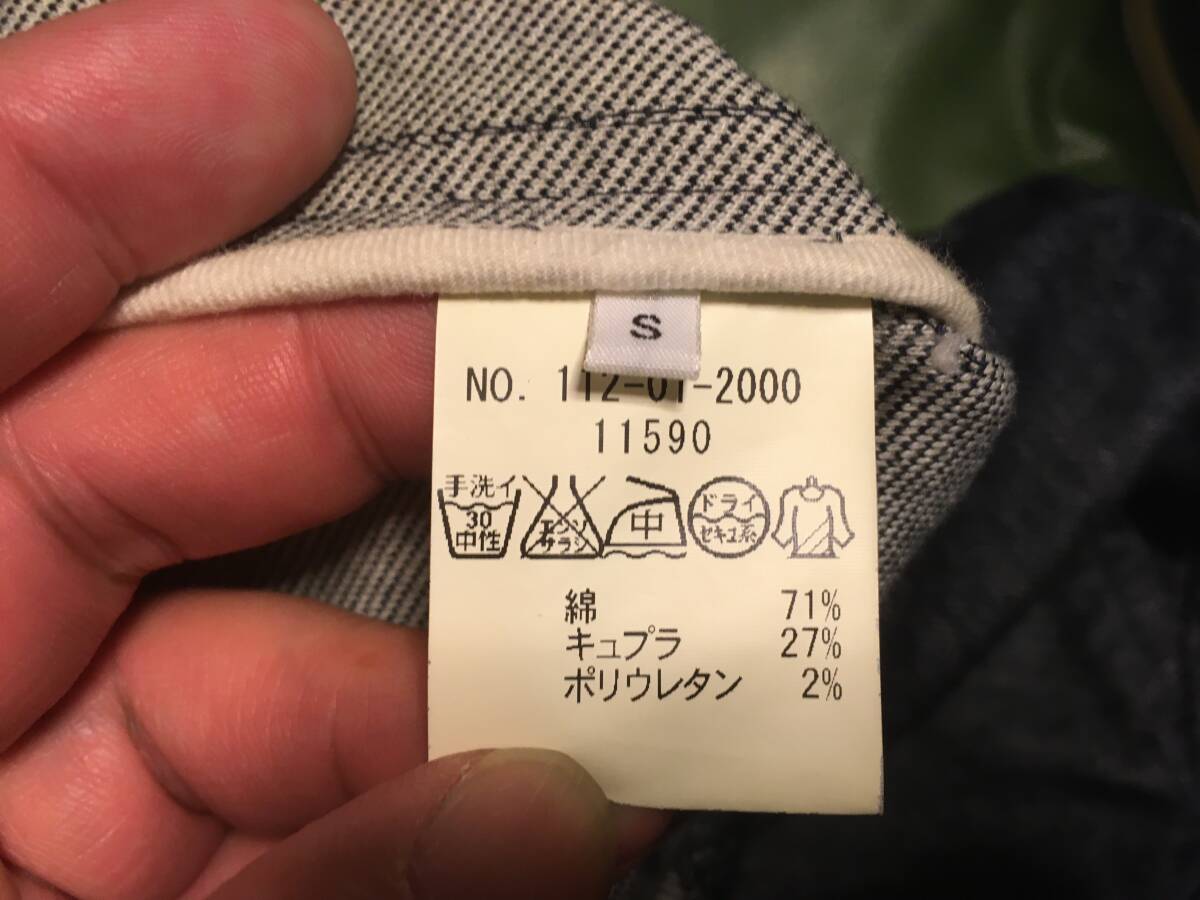 S
NO. 112-01-2000
11590
手洗イ
30
中性
エンソ
サラシ
中
ドライ
セキユ系
綿 71%
キュプラ 27%
ポリウレタン 2%